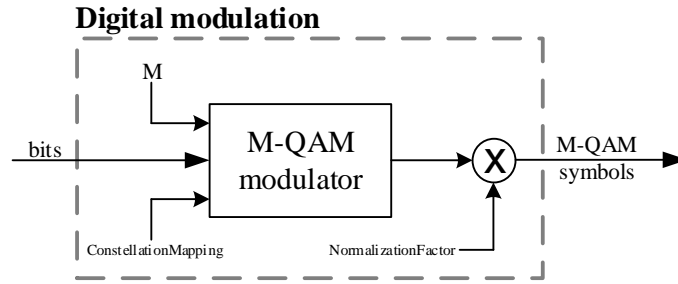 Digital modulation
M
bits
M-QAM
modulator
X
M-QAM
symbols
ConstellationMapping
NormalizationFactor